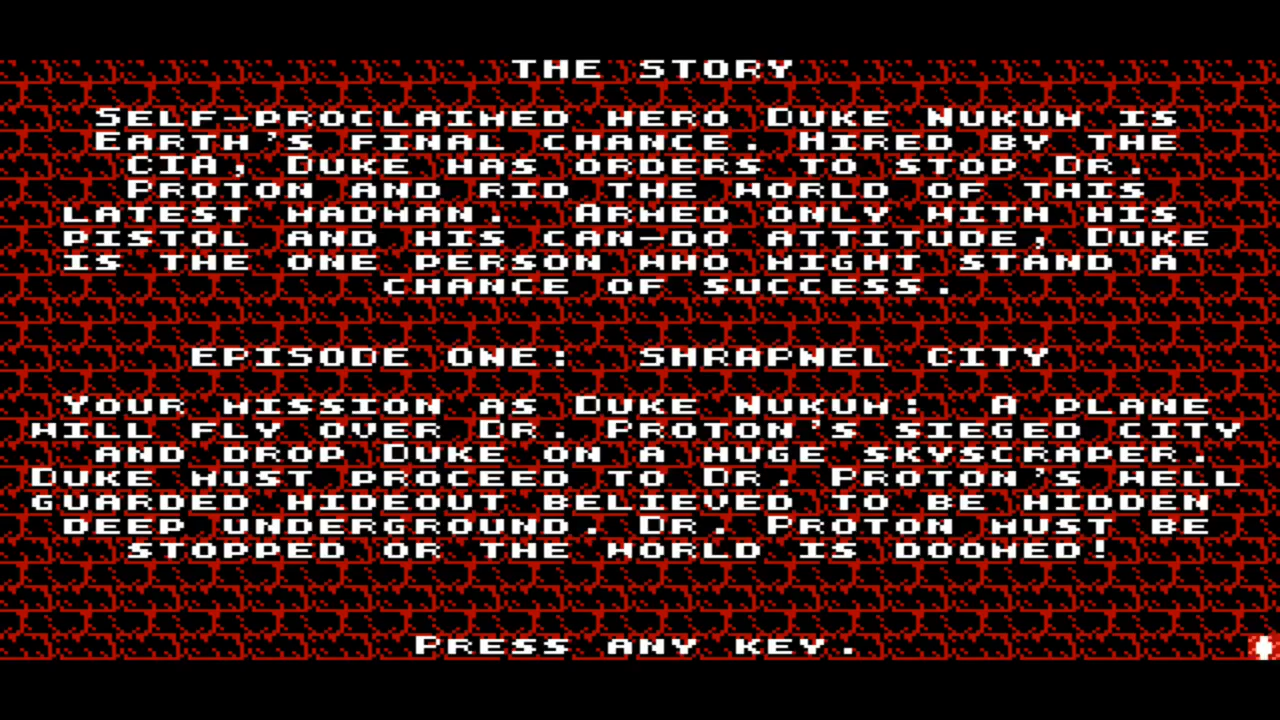 THE STORY
SELF-PROCLAIMED HERO DUKE NUKUM IS
EARTH'S FINAL CHANCE. HIRED BY THE
CIA, DUKE HAS ORDERS TO STOP DR.
PROTON AND RID THE WORLD OF THIS
LATEST MADMAN.  ARMED ONLY WITH HIS
PISTOL AND HIS CAN-DO ATTITUDE, DUKE
IS THE ONE PERSON WHO MIGHT STAND A
CHANCE OF SUCCESS.
EPISODE ONE:  SHRAPNEL CITY
YOUR MISSION AS DUKE NUKUM:  A PLANE
WILL FLY OVER DR. PROTON'S SIEGED CITY
AND DROP DUKE ON A HUGE SKYSCRAPER.
DUKE MUST PROCEED TO DR. PROTON'S WELL
GUARDED HIDEOUT BELIEVED TO BE HIDDEN
DEEP UNDERGROUND. DR. PROTON MUST BE
STOPPED OR THE WORLD IS DOOMED!
PRESS ANY KEY.